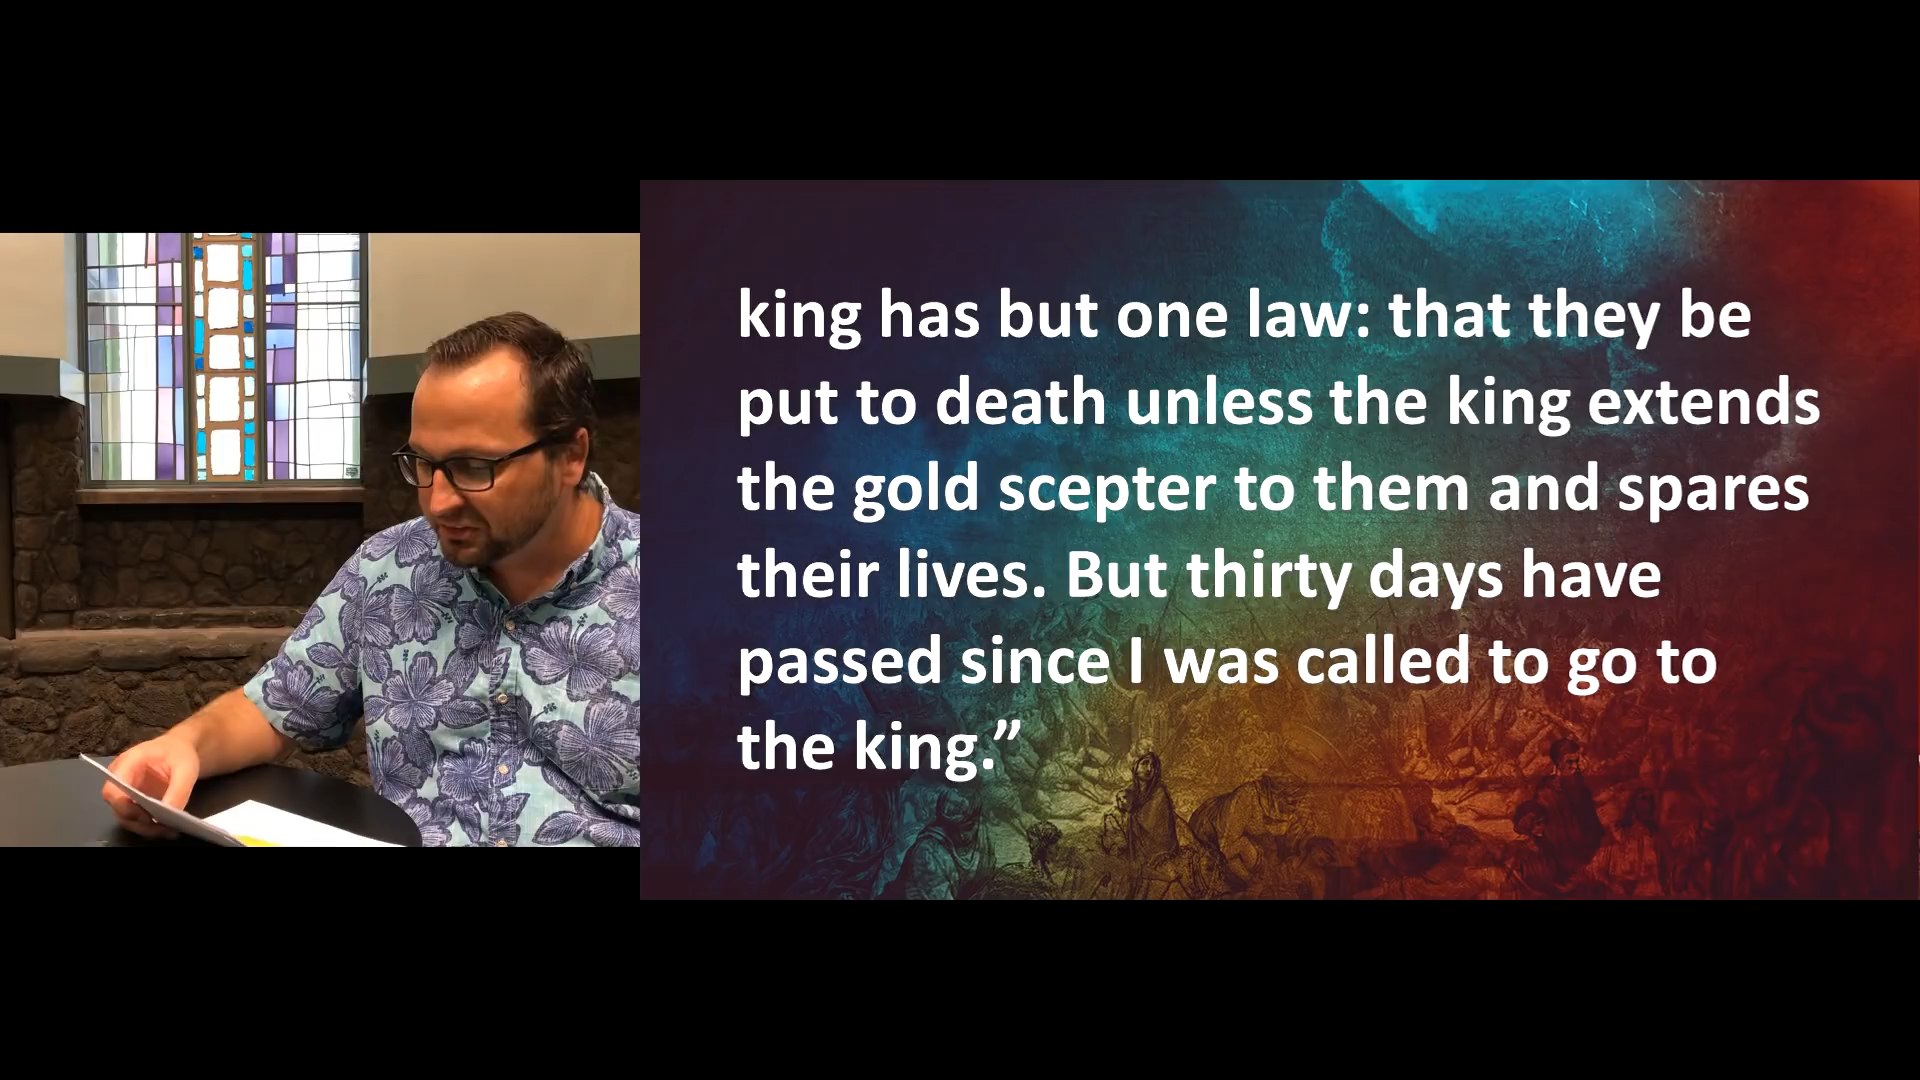 king has but one law: that they be
put to death unless the king extends
the gold scepter to them and spares
their lives. But thirty days have
passed since I was called to go to
the king.”